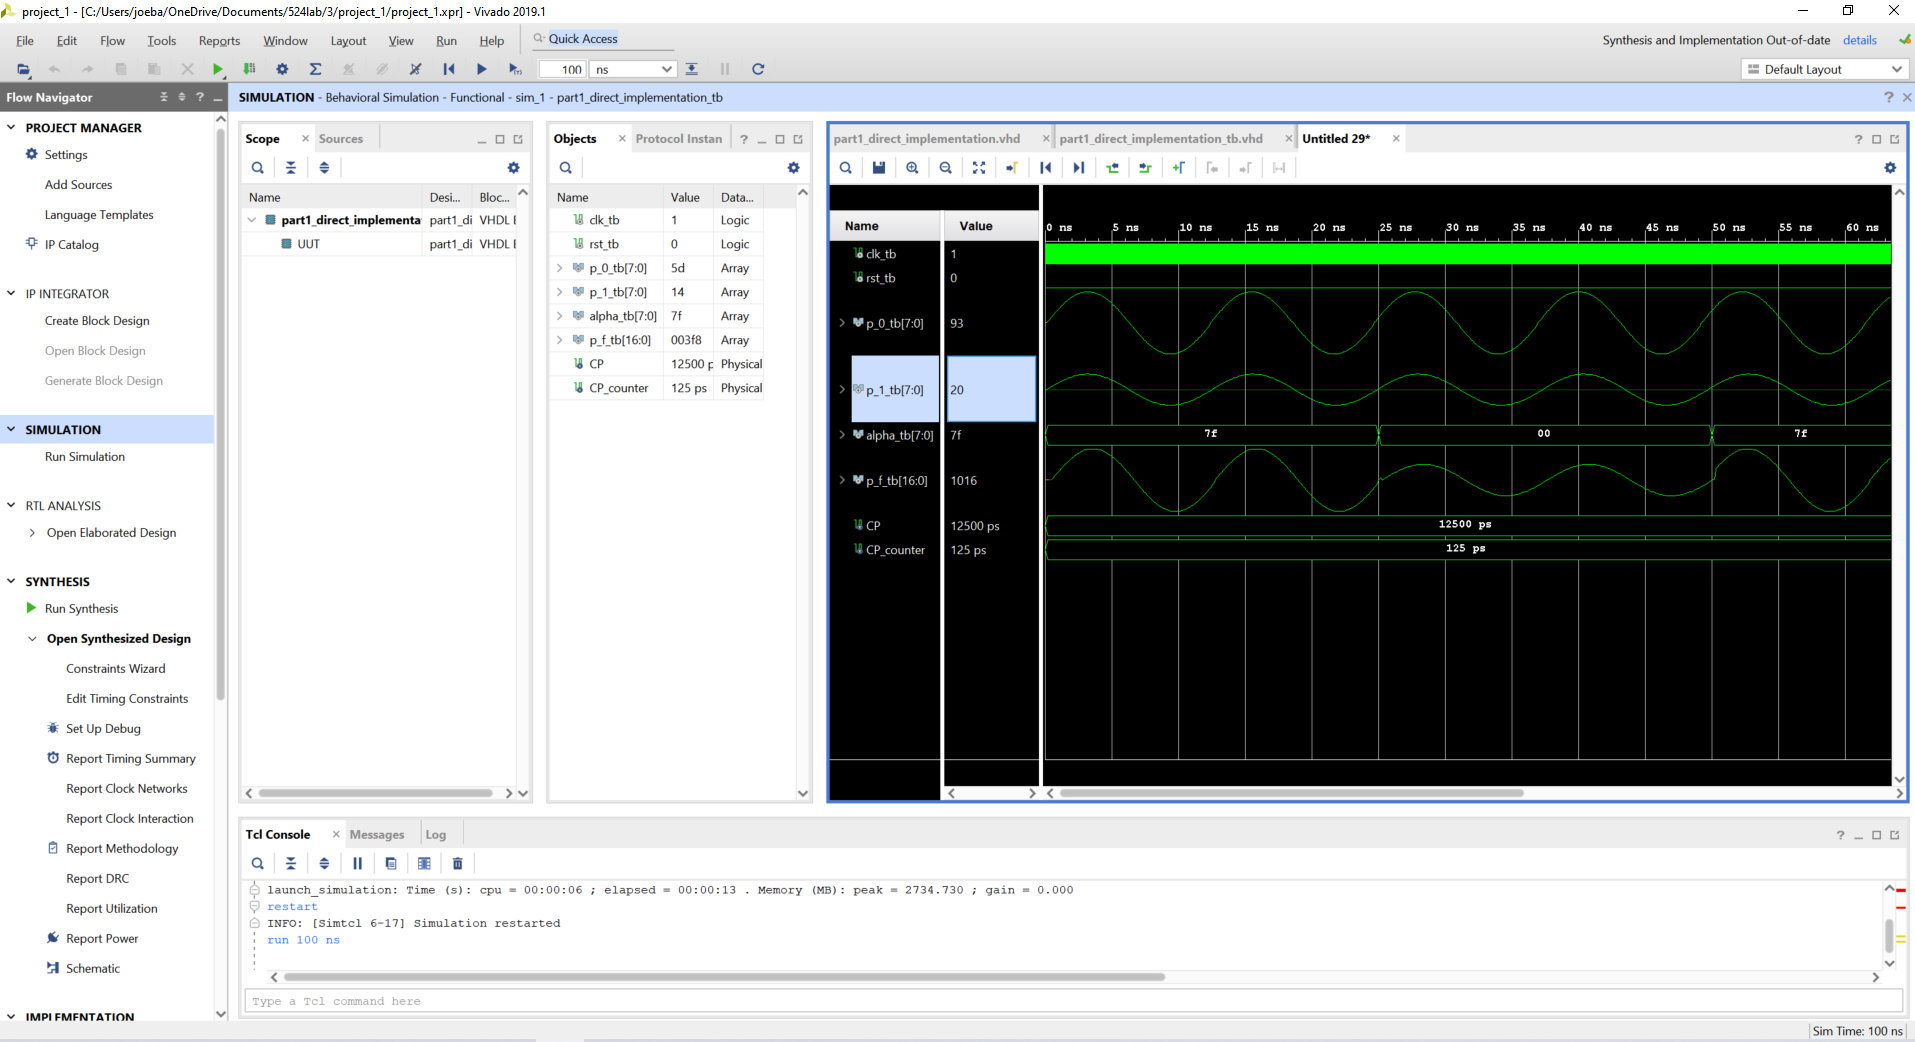 project_1 - [C:/Users/joeba/OneDrive/Documents/524lab/3/project_1/project_1.xpr] - Vivado 2019.1
File Edit Flow Tools Reports Window Layout View Run Help Quick Access
Synthesis and Implementation Out-of-date details
100 ns
Default Layout
Flow Navigator
SIMULATION - Behavioral Simulation - Functional - sim_1 - part1_direct_implementation_tb
PROJECT MANAGER
Settings
Add Sources
Language Templates
IP Catalog
IP INTEGRATOR
Create Block Design
Open Block Design
Generate Block Design
SIMULATION
Run Simulation
RTL ANALYSIS
Open Elaborated Design
SYNTHESIS
Run Synthesis
Open Synthesized Design
Constraints Wizard
Edit Timing Constraints
Set Up Debug
Report Timing Summary
Report Clock Networks
Report Clock Interaction
Report Methodology
Report DRC
Report Utilization
Report Power
Schematic
IMPLEMENTATION
Scope Sources
Name Desi... Bloc...
part1_direct_implementa part1_di VHDL E
UUT part1_di VHDL E
Objects Protocol Instan
Name Value Data...
clk_tb 1 Logic
rst_tb 0 Logic
p_0_tb[7:0] 5d Array
p_1_tb[7:0] 14 Array
alpha_tb[7:0] 7f Array
p_f_tb[16:0] 003f8 Array
CP 12500 p Physical
CP_counter 125 ps Physical
part1_direct_implementation.vhd part1_direct_implementation_tb.vhd Untitled 29*
Name Value
0 ns 5 ns 10 ns 15 ns 20 ns 25 ns 30 ns 35 ns 40 ns 45 ns 50 ns 55 ns 60 ns
clk_tb 1
rst_tb 0
p_0_tb[7:0] 93
p_1_tb[7:0] 20
alpha_tb[7:0] 7f 7f 00 7f
p_f_tb[16:0] 1016
CP 12500 ps 12500 ps
CP_counter 125 ps 125 ps
Tcl Console Messages Log
launch_simulation: Time (s): cpu = 00:00:06 ; elapsed = 00:00:13 . Memory (MB): peak = 2734.730 ; gain = 0.000
restart
INFO: [Simtcl 6-17] Simulation restarted
run 100 ns
Type a Tcl command here
Sim Time: 100 ns